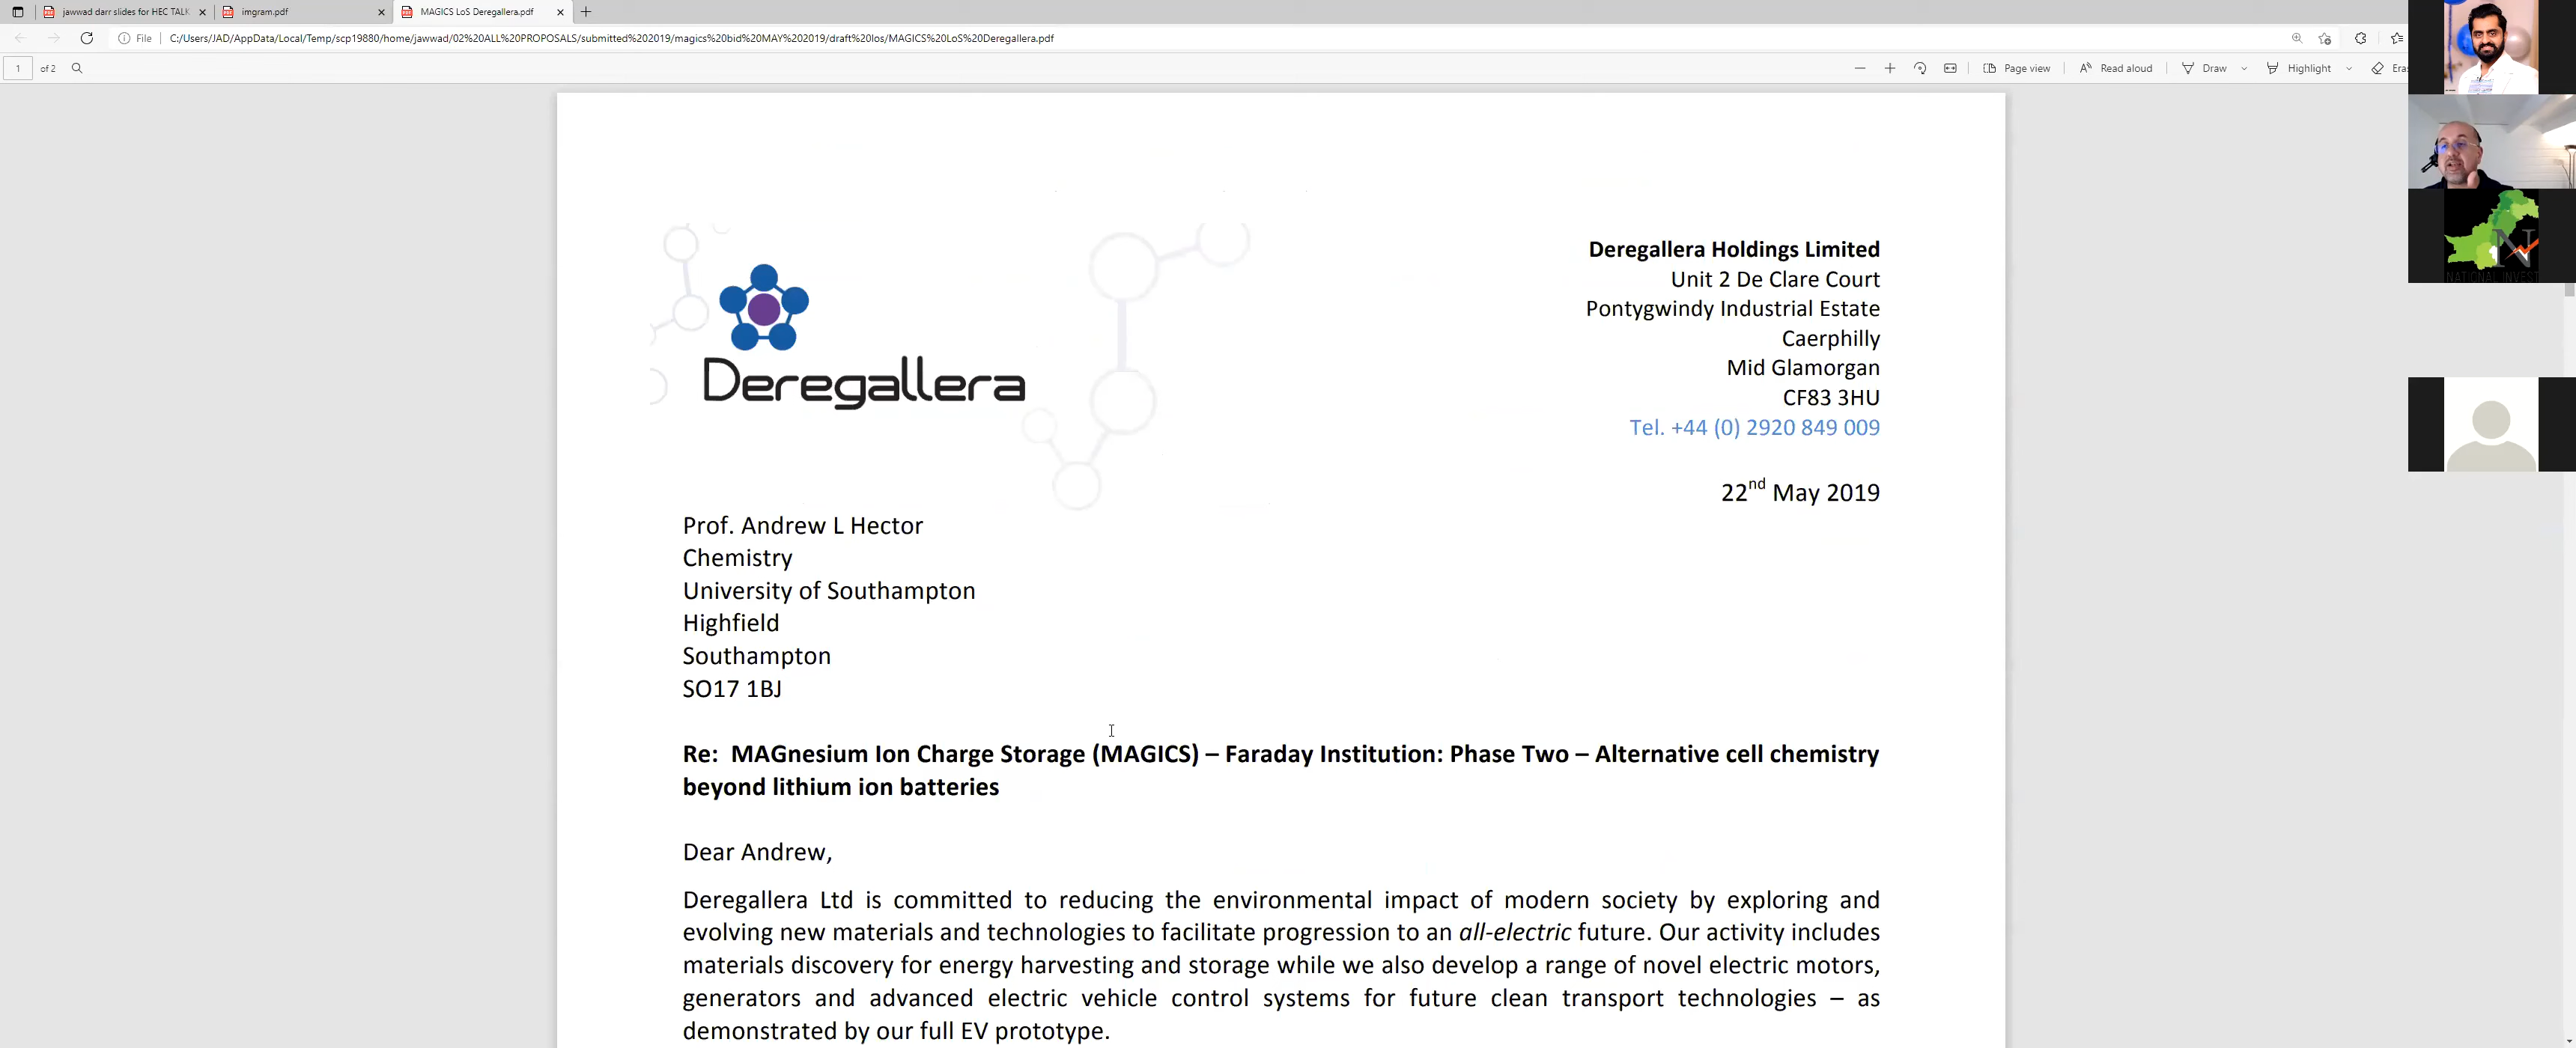 jawwad darr slides for HEC TALK
imgram.pdf
MAGICS LoS Deregallera.pdf
File
C:/Users/JAD/AppData/Local/Temp/scp19880/home/jawwad/02%20ALL%20PROPOSALS/submitted%202019/magics%20bid%20MAY%202019/draft%20los/MAGICS%20LoS%20Deregallera.pdf
1 of 2
Page view
Read aloud
Draw
Highlight
Eras
NATIONAL INVEST
Deregallera
Deregallera Holdings Limited
Unit 2 De Clare Court
Pontygwindy Industrial Estate
Caerphilly
Mid Glamorgan
CF83 3HU
Tel. +44 (0) 2920 849 009
22nd May 2019
Prof. Andrew L Hector
Chemistry
University of Southampton
Highfield
Southampton
SO17 1BJ
Re: MAGnesium Ion Charge Storage (MAGICS) – Faraday Institution: Phase Two – Alternative cell chemistry
beyond lithium ion batteries
Dear Andrew,
Deregallera Ltd is committed to reducing the environmental impact of modern society by exploring and
evolving new materials and technologies to facilitate progression to an all-electric future. Our activity includes
materials discovery for energy harvesting and storage while we also develop a range of novel electric motors,
generators and advanced electric vehicle control systems for future clean transport technologies – as
demonstrated by our full EV prototype.